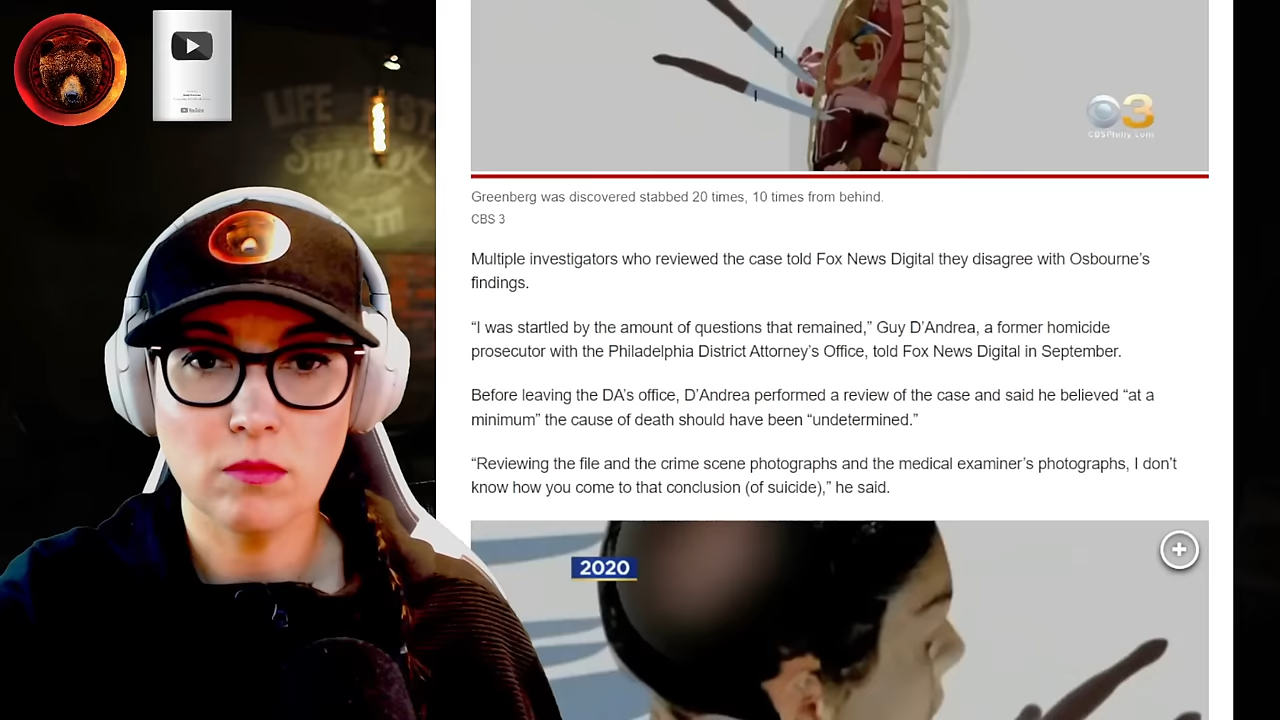 LIFE
H
I
3
CBSPhilly.com
YouTube
Greenberg was discovered stabbed 20 times, 10 times from behind.
CBS 3
Multiple investigators who reviewed the case told Fox News Digital they disagree with Osbourne’s
findings.
“I was startled by the amount of questions that remained,” Guy D’Andrea, a former homicide
prosecutor with the Philadelphia District Attorney’s Office, told Fox News Digital in September.
Before leaving the DA’s office, D’Andrea performed a review of the case and said he believed “at a
minimum” the cause of death should have been “undetermined.”
“Reviewing the file and the crime scene photographs and the medical examiner’s photographs, I don’t
know how you come to that conclusion (of suicide),” he said.
2020